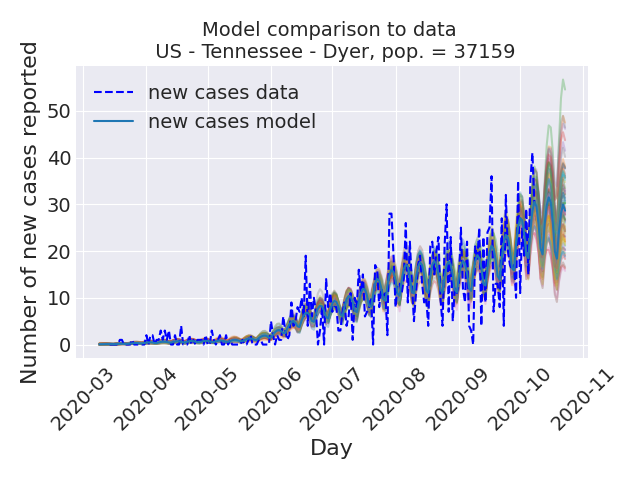 Model comparison to data
US - Tennessee - Dyer, pop. = 37159
new cases data
new cases model
Number of new cases reported
50
40
30
20
10
0
2020-03
2020-04
2020-05
2020-06
2020-07
2020-08
2020-09
2020-10
2020-11
Day